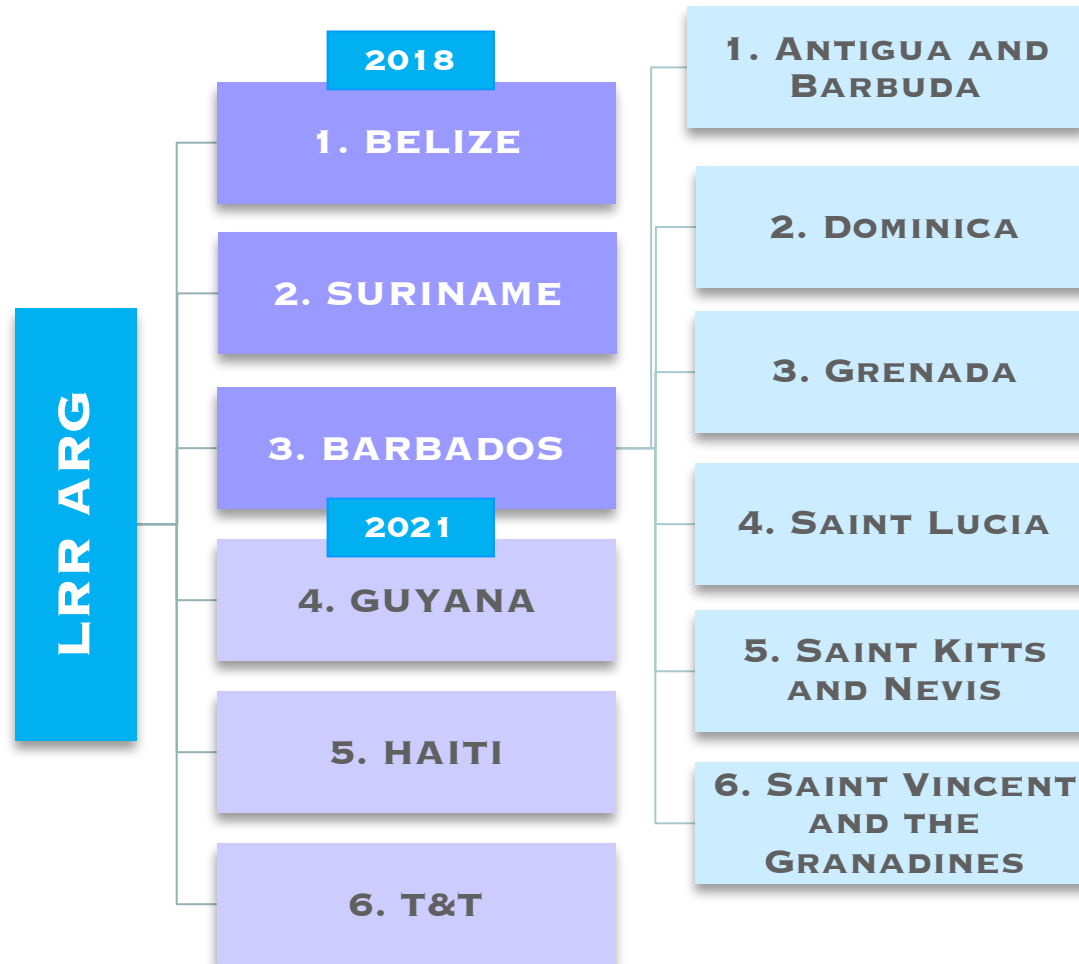 LRR ARG
2018
1. BELIZE
2. SURINAME
3. BARBADOS
2021
4. GUYANA
5. HAITI
6. T&T
1. Antigua and
Barbuda
2. Dominica
3. Grenada
4. Saint Lucia
5. Saint Kitts
and Nevis
6. Saint Vincent
and the
Granadines